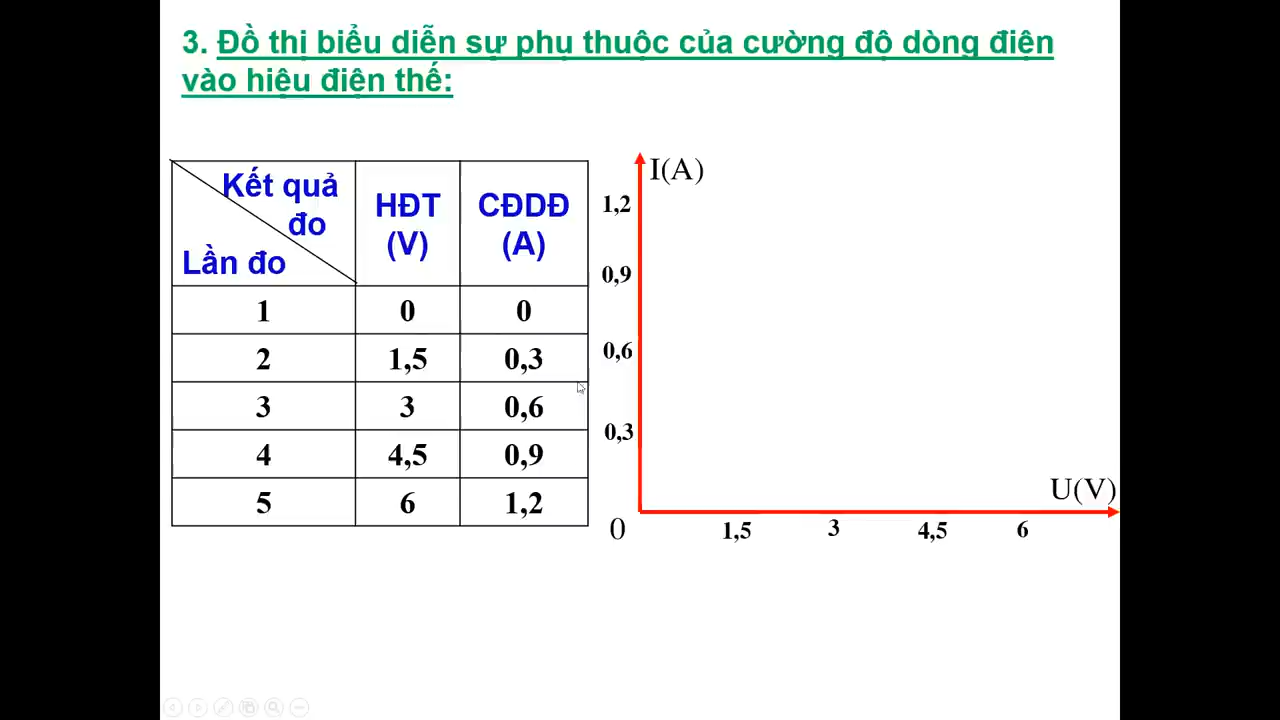 3. Đồ thị biểu diễn sự phụ thuộc của cường độ dòng điện
vào hiệu điện thế:
Kết quả
đo
Lần đo
HĐT
(V)
CĐDĐ
(A)
1 0 0
2 1,5 0,3
3 3 0,6
4 4,5 0,9
5 6 1,2
I(A)
1,2
0,9
0,6
0,3
U(V)
0 1,5 3 4,5 6